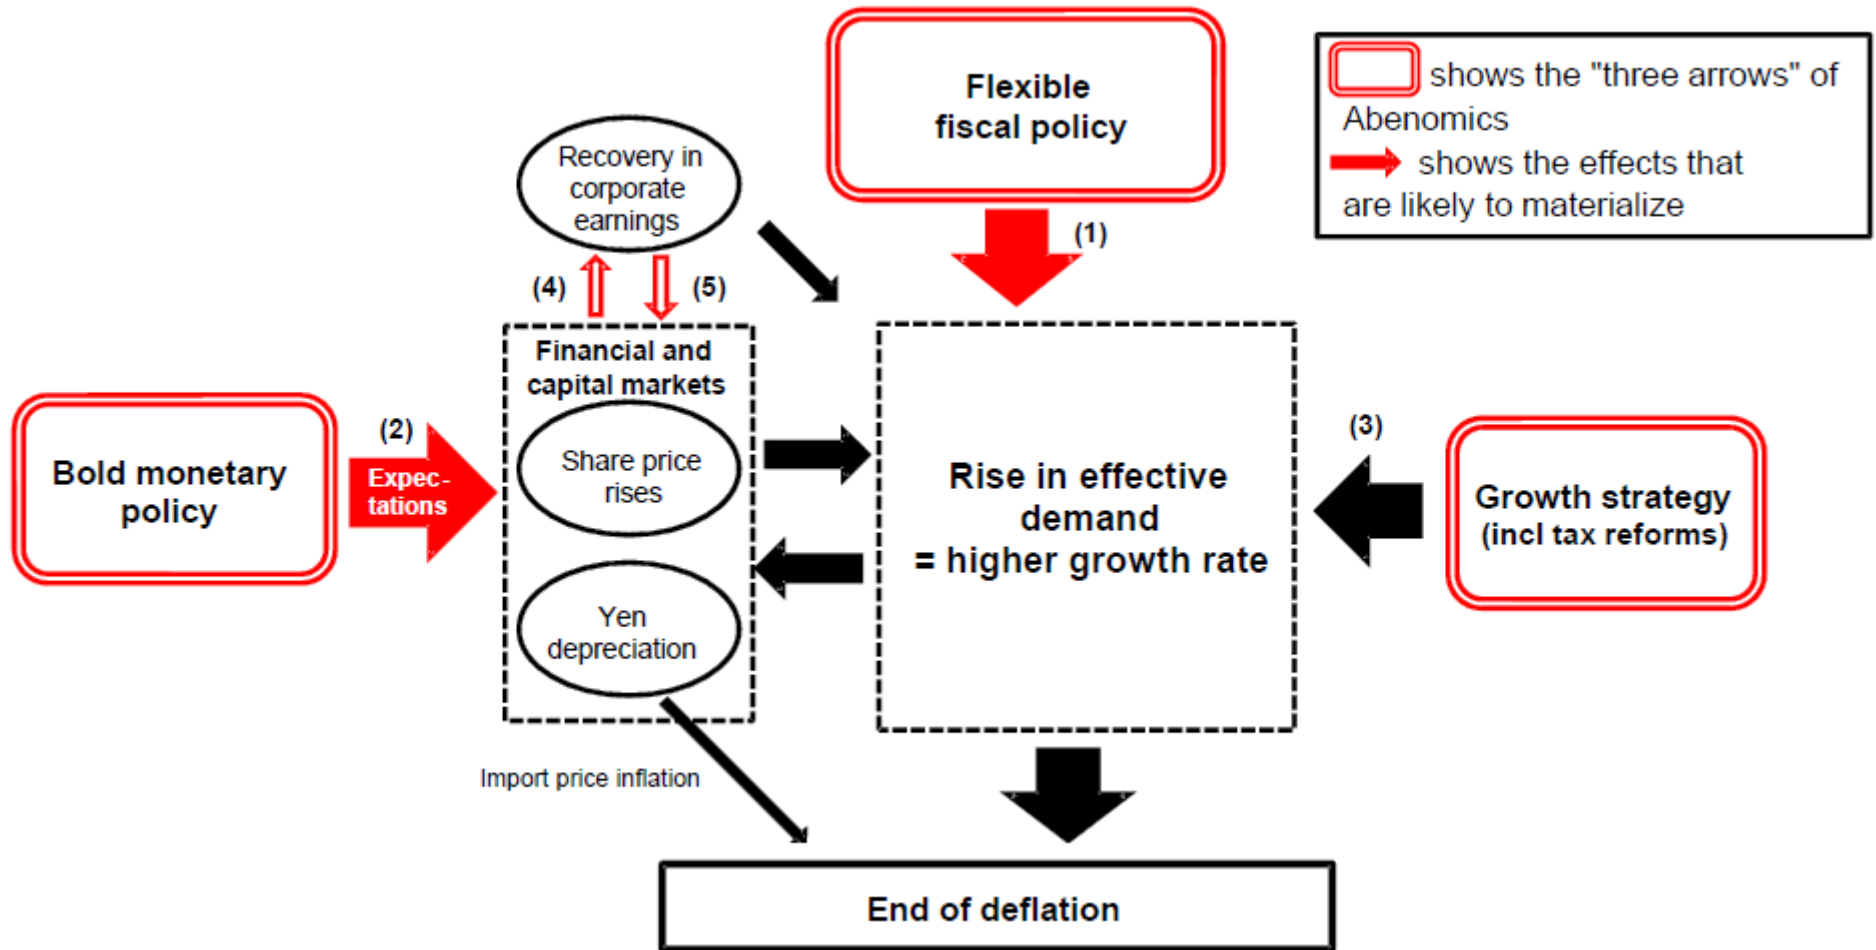 Flexible
fiscal policy
shows the "three arrows" of
Abenomics
shows the effects that
are likely to materialize
Recovery in
corporate
earnings
(1)
(4)
(5)
Financial and
capital markets
(2)
Expec-
tations
Bold monetary
policy
Share price
rises
Yen
depreciation
Rise in effective
demand
= higher growth rate
(3)
Growth strategy
(incl tax reforms)
Import price inflation
End of deflation